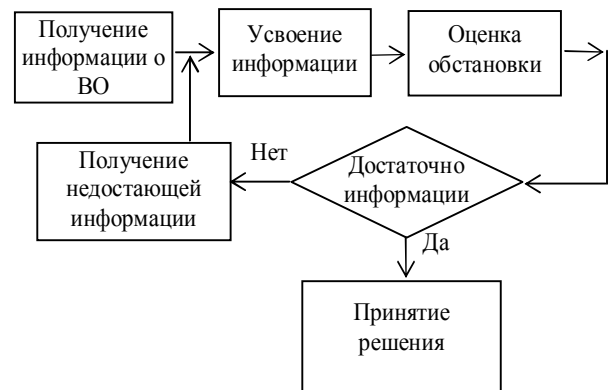 Получение
информации о
ВО
Усвоение
информации
Оценка
обстановки
Получение
недостающей
информации
Нет
Достаточно
информации
Да
Принятие
решения